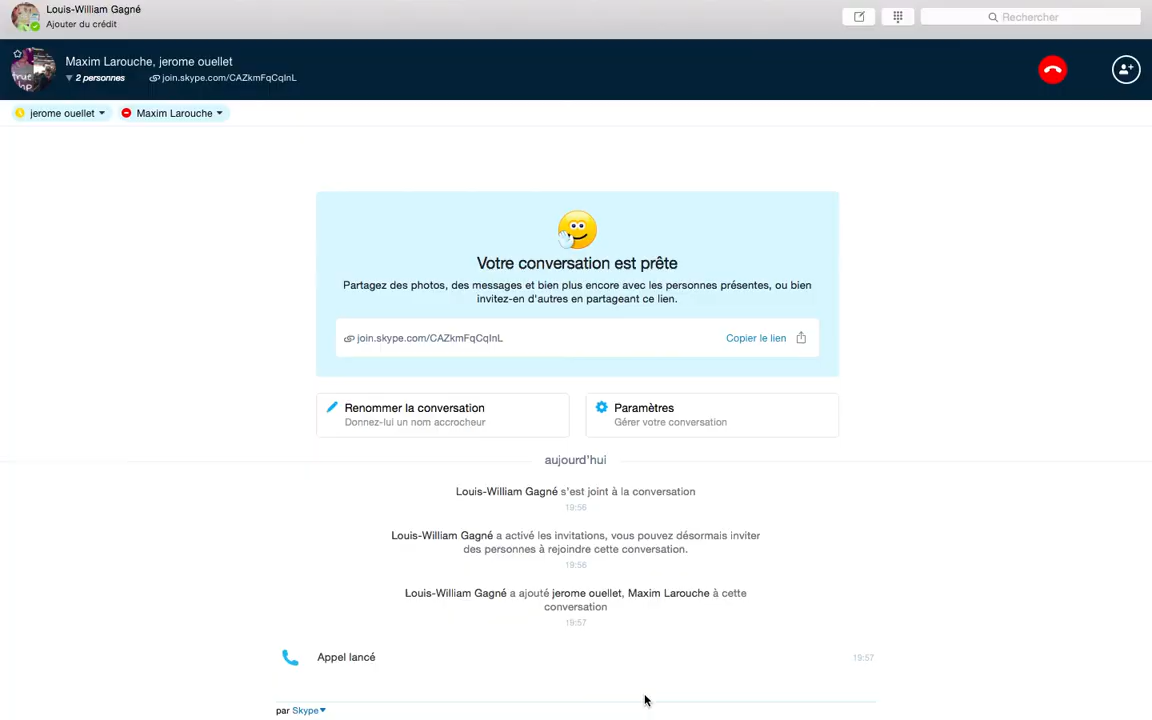 Louis-William Gagné
Ajouter du crédit
Rechercher
Maxim Larouche, jerome ouellet
2 personnes join.skype.com/CAZkmFqCqInL
jerome ouellet Maxim Larouche
Votre conversation est prête
Partagez des photos, des messages et bien plus encore avec les personnes présentes, ou bien
invitez-en d'autres en partageant ce lien.
join.skype.com/CAZkmFqCqInL Copier le lien
Renommer la conversation
Donnez-lui un nom accrocheur
Paramètres
Gérer votre conversation
aujourd'hui
Louis-William Gagné s'est joint à la conversation
19:56
Louis-William Gagné a activé les invitations, vous pouvez désormais inviter
des personnes à rejoindre cette conversation.
19:56
Louis-William Gagné a ajouté jerome ouellet, Maxim Larouche à cette
conversation
19:57
Appel lancé 19:57
par Skype